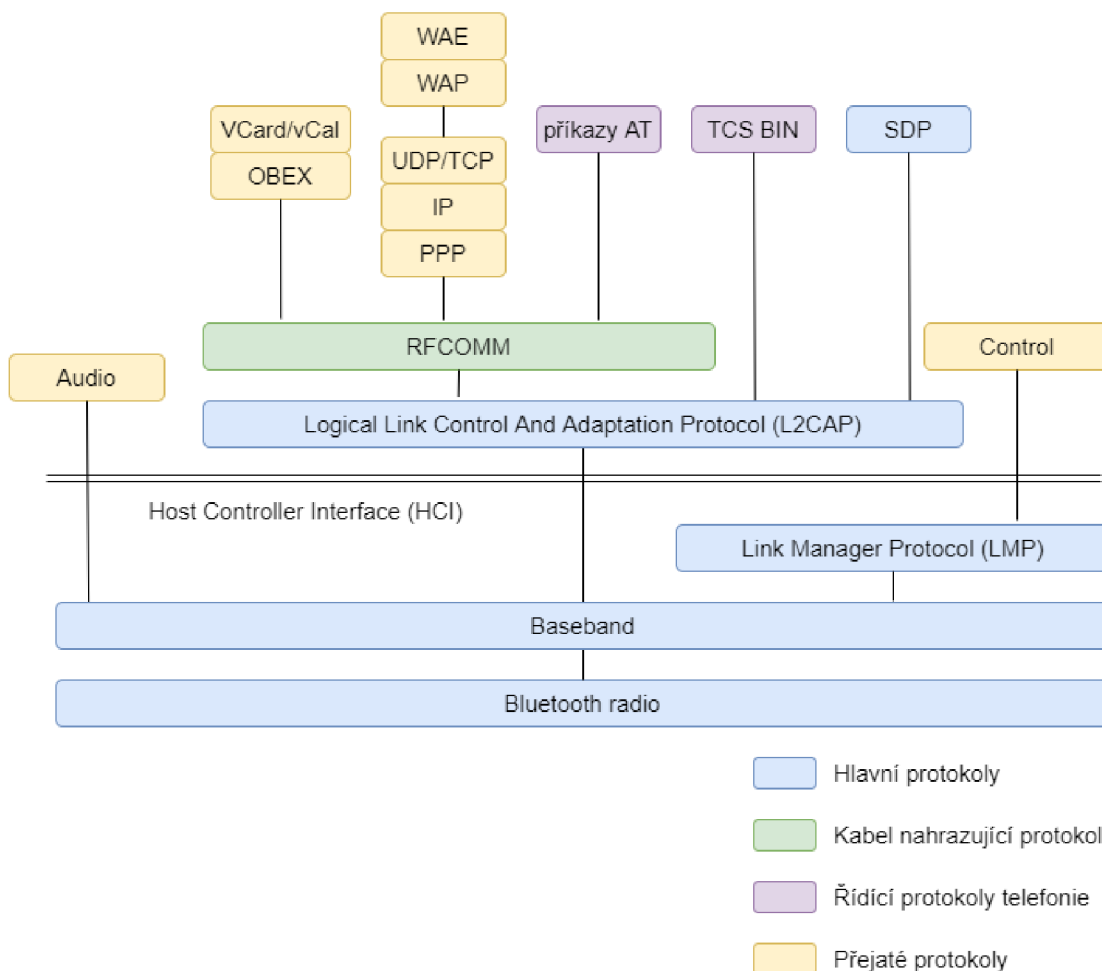 WAE
WAP
VCard/vCal
příkazy AT
TCS BIN
SDP
UDP/TCP
OBEX
IP
PPP
RFCOMM
Control
Audio
Logical Link Control And Adaptation Protocol (L2CAP)
Host Controller Interface (HCI)
Link Manager Protocol (LMP)
Baseband
Bluetooth radio
Hlavní protokoly
Kabel nahrazující protokol
Řídící protokoly telefonie
Přejaté protokoly